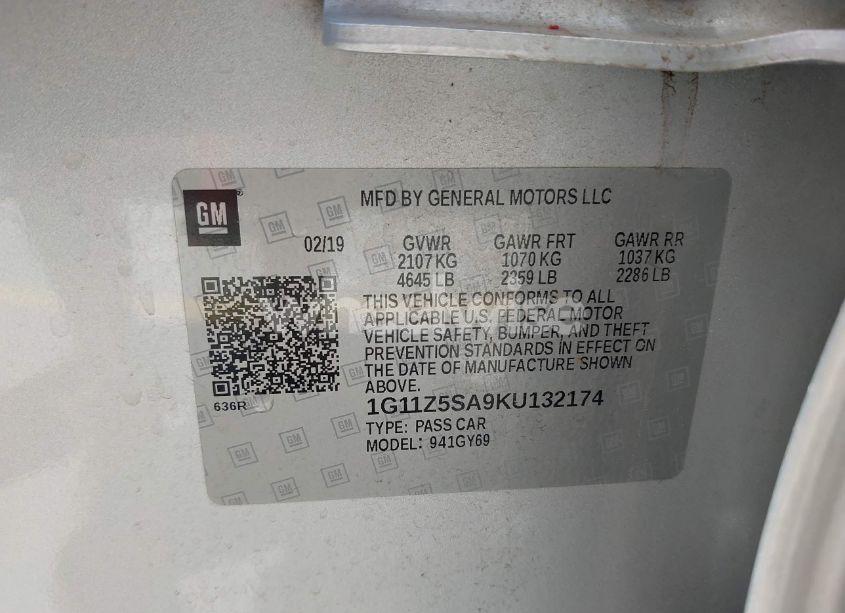 MFD BY GENERAL MOTORS LLC
GM
02/19 GVWR GAWR FRT GAWR RR
2107 KG 1070 KG 1037 KG
4645 LB 2359 LB 2286 LB
THIS VEHICLE CONFORMS TO ALL
APPLICABLE U.S. FEDERAL MOTOR
VEHICLE SAFETY, BUMPER, AND THEFT
PREVENTION STANDARDS IN EFFECT ON
THE DATE OF MANUFACTURE SHOWN
ABOVE.
636R
1G11Z5SA9KU132174
TYPE: PASS CAR
MODEL: 941GY69